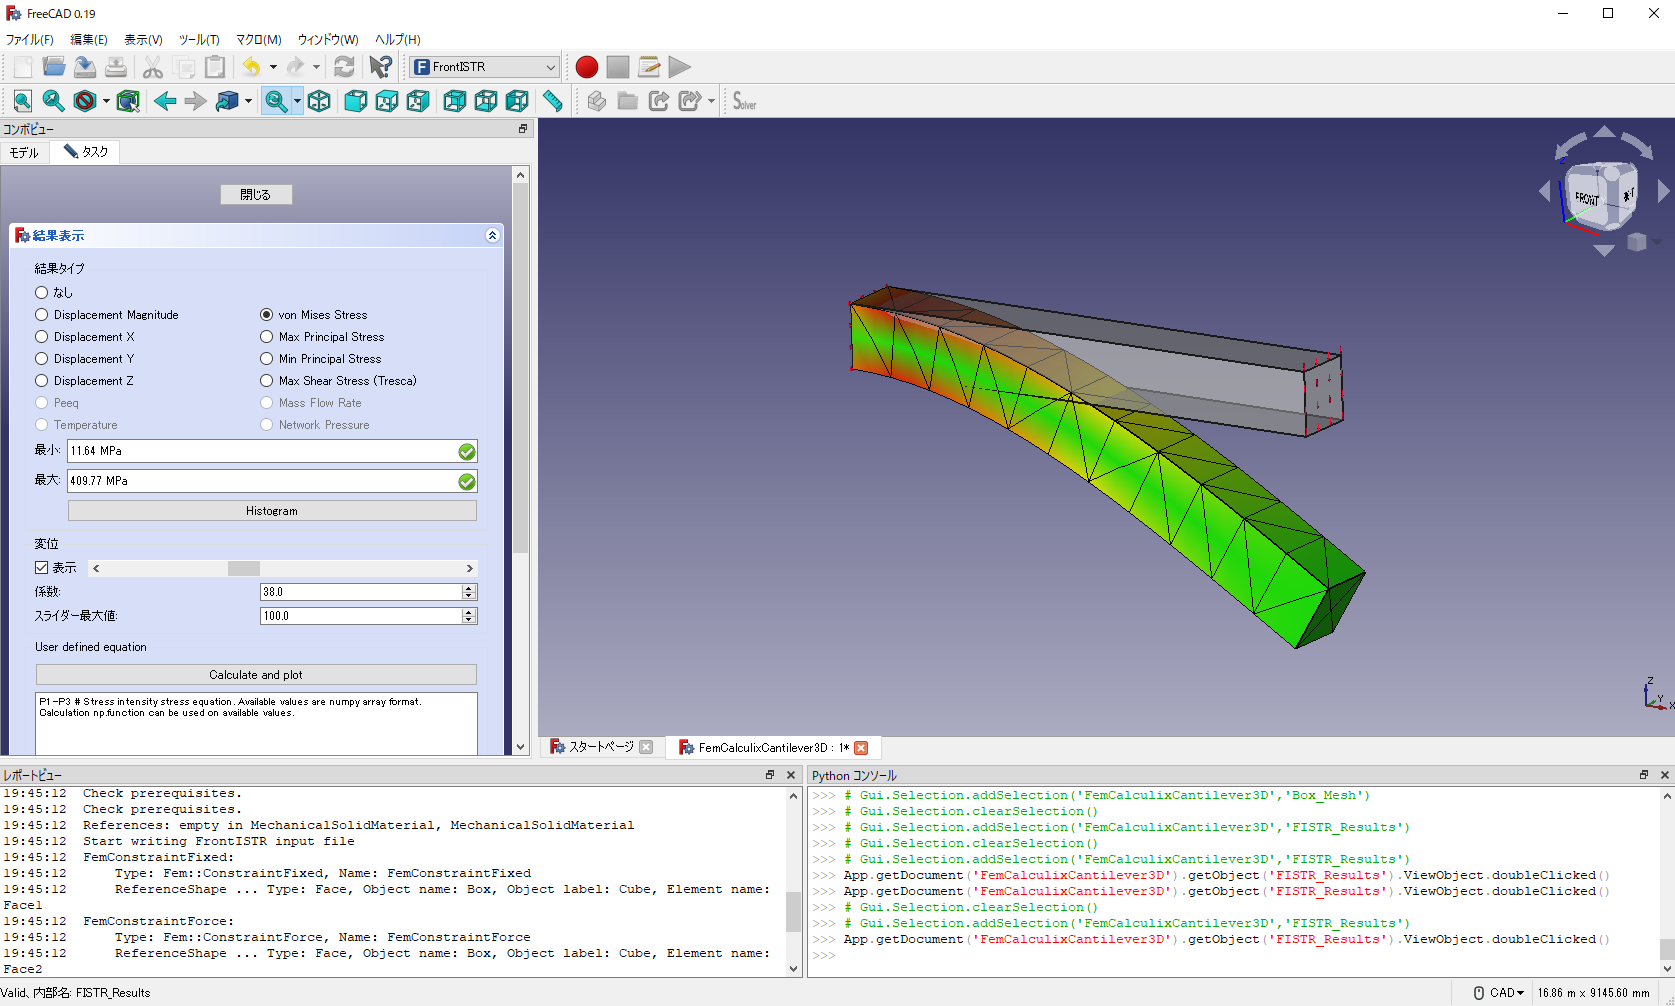 FreeCAD 0.19
ファイル(F) 編集(E) 表示(V) ツール(T) マクロ(M) ウィンドウ(W) ヘルプ(H)
FrontISTR
Solver
コンボビュー
モデル タスク
閉じる
結果表示
結果タイプ
なし
Displacement Magnitude von Mises Stress
Displacement X Max Principal Stress
Displacement Y Min Principal Stress
Displacement Z Max Shear Stress (Tresca)
Peeq Mass Flow Rate
Temperature Network Pressure
最小: 11.64 MPa
最大: 409.77 MPa
Histogram
変位
表示
係数: 38.0
スライダー最大値: 100.0
User defined equation
Calculate and plot
P1-P3 # Stress intensity stress equation. Available values are numpy array format.
Calculation np.function can be used on available values.
FRONT
Z
Z
Y
X
スタートページ FemCalculixCantilever3D : 1*
レポートビュー
19:45:12 Check prerequisites.
19:45:12 Check prerequisites.
19:45:12 References: empty in MechanicalSolidMaterial, MechanicalSolidMaterial
19:45:12 Start writing FrontISTR input file
19:45:12 FemConstraintFixed:
19:45:12 Type: Fem::ConstraintFixed, Name: FemConstraintFixed
19:45:12 ReferenceShape ... Type: Face, Object name: Box, Object label: Cube, Element name:
Face1
19:45:12 FemConstraintForce:
19:45:12 Type: Fem::ConstraintForce, Name: FemConstraintForce
19:45:12 ReferenceShape ... Type: Face, Object name: Box, Object label: Cube, Element name:
Face2
Python コンソール
>>> # Gui.Selection.addSelection('FemCalculixCantilever3D','Box_Mesh')
>>> # Gui.Selection.clearSelection()
>>> # Gui.Selection.addSelection('FemCalculixCantilever3D','FISTR_Results')
>>> # Gui.Selection.clearSelection()
>>> # Gui.Selection.addSelection('FemCalculixCantilever3D','FISTR_Results')
>>> App.getDocument('FemCalculixCantilever3D').getObject('FISTR_Results').ViewObject.doubleClicked()
>>> App.getDocument('FemCalculixCantilever3D').getObject('FISTR_Results').ViewObject.doubleClicked()
>>> # Gui.Selection.clearSelection()
>>> # Gui.Selection.addSelection('FemCalculixCantilever3D','FISTR_Results')
>>> App.getDocument('FemCalculixCantilever3D').getObject('FISTR_Results').ViewObject.doubleClicked()
>>>
Valid、内部名: FISTR_Results
CAD 16.86 m x 9145.60 mm